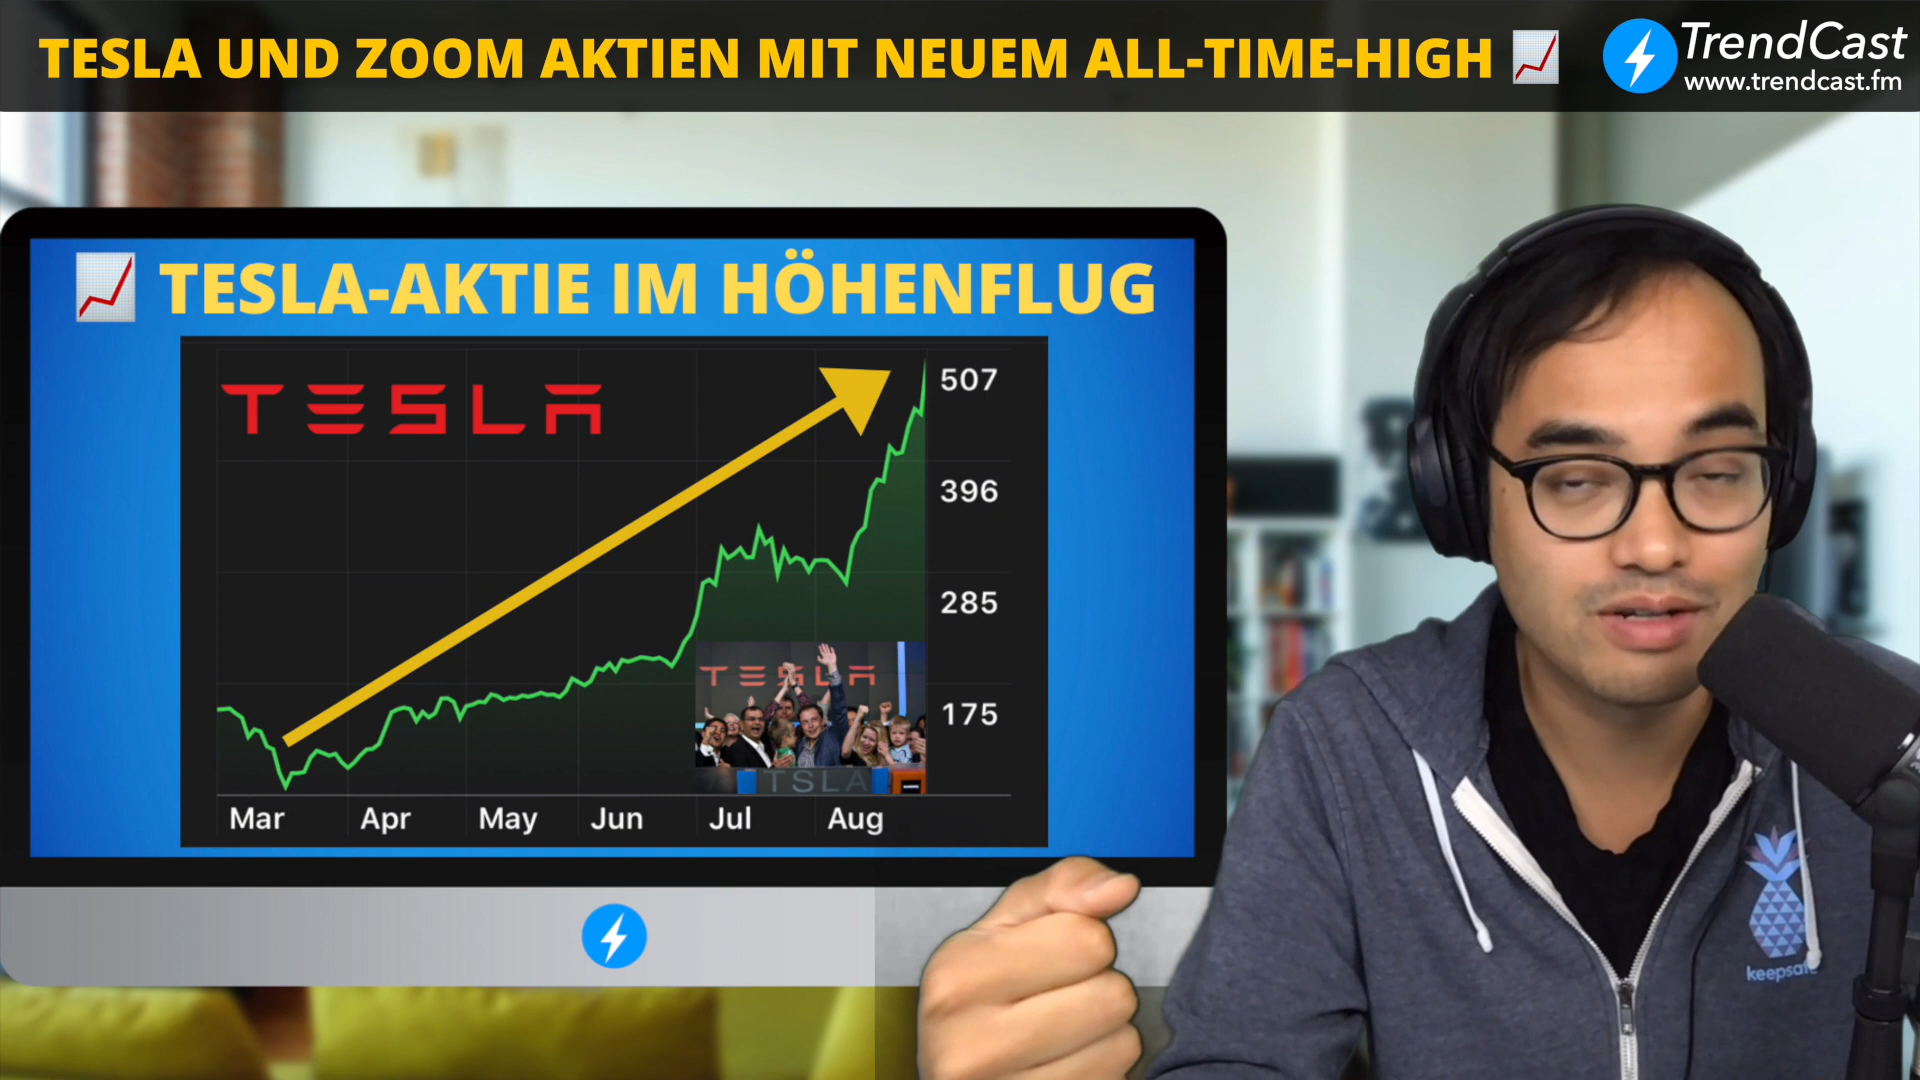 TESLA UND ZOOM AKTIEN MIT NEUEM ALL-TIME-HIGH
TrendCast
www.trendcast.fm
TESLA-AKTIE IM HÖHENFLUG
TESLA
507
396
285
175
TESLA
TSLA
Mar Apr May Jun Jul Aug
keepsafe